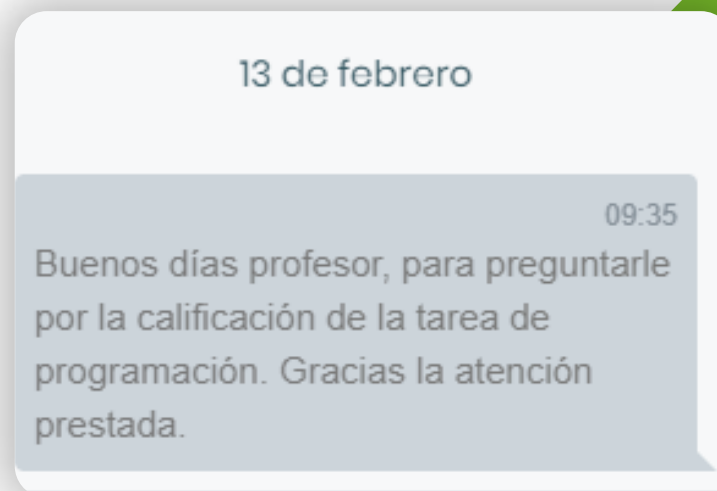 13 de febrero
09:35
Buenos días profesor, para preguntarle
por la calificación de la tarea de
programación. Gracias la atención
prestada.